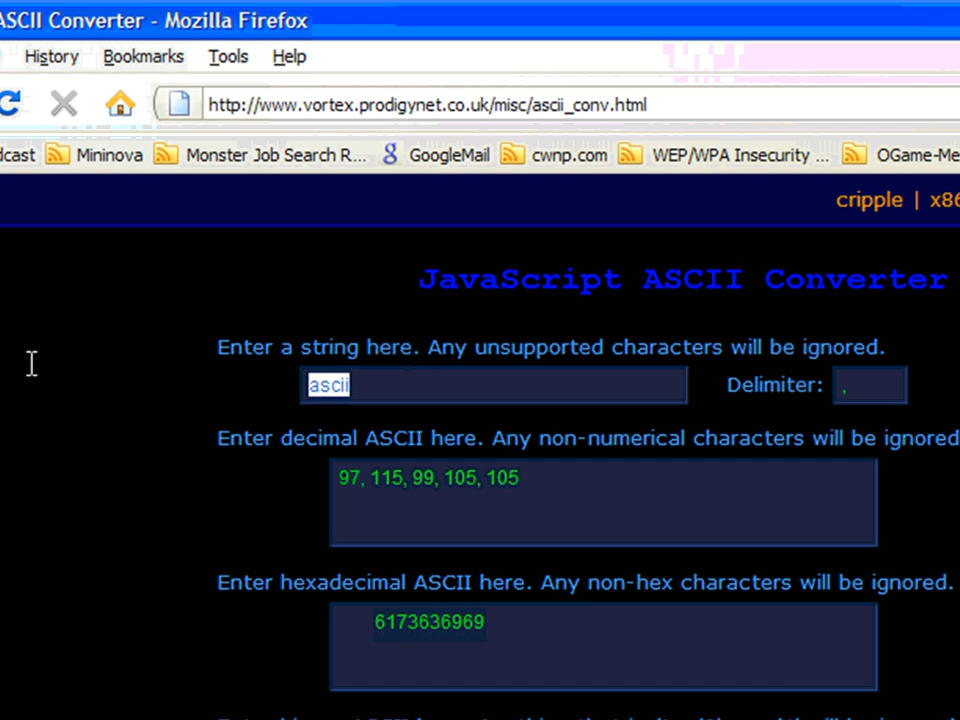 ASCII Converter - Mozilla Firefox
History Bookmarks Tools Help
http://www.vortex.prodigynet.co.uk/misc/ascii_conv.html
dcast Mininova Monster Job Search R... GoogleMail cwnp.com WEP/WPA Insecurity ... OGame-Me
cripple | x86
JavaScript ASCII Converter
Enter a string here. Any unsupported characters will be ignored.
ascii Delimiter: ,
Enter decimal ASCII here. Any non-numerical characters will be ignored
97, 115, 99, 105, 105
Enter hexadecimal ASCII here. Any non-hex characters will be ignored.
6173636969